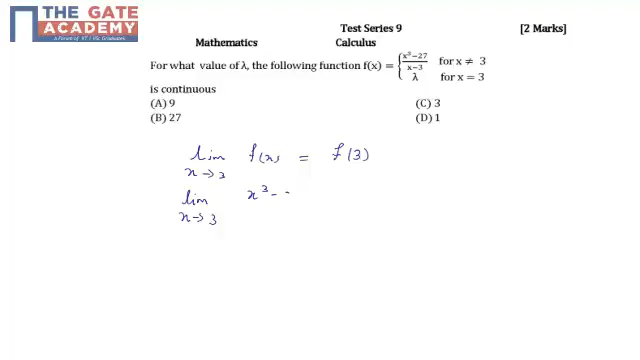 THE GATE
ACADEMY
A Forum of IIT / IISc Graduates
Test Series 9 [2 Marks]
Mathematics Calculus
For what value of λ, the following function f(x) = { x³−27 / x−3 for x ≠ 3
λ for x = 3
is continuous
(A) 9 (C) 3
(B) 27 (D) 1
lim f(x) = f(3)
x→3
lim x³ -
x→3